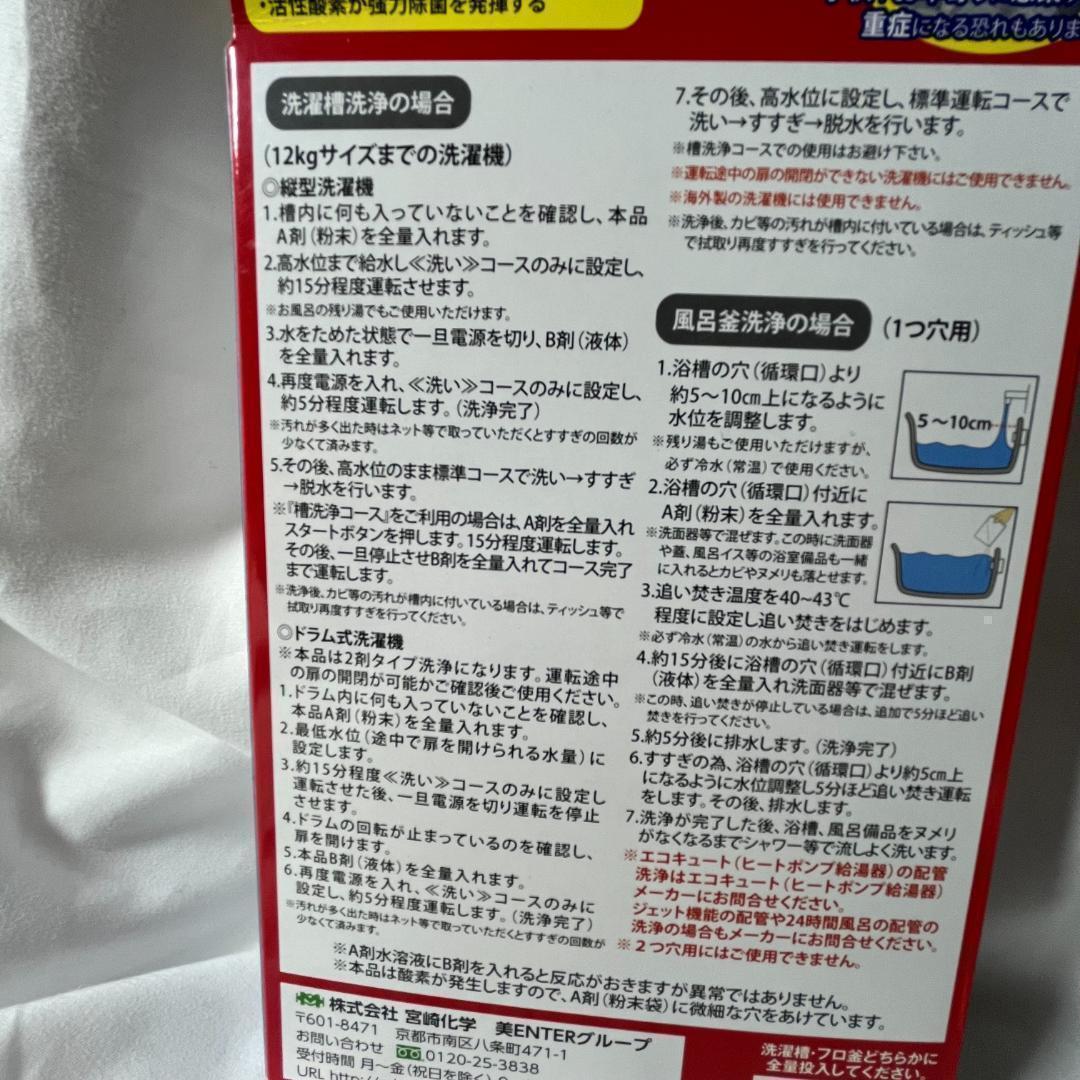 ・活性酸素が強力除菌を発揮する
重症になる恐れもありま
洗濯槽洗浄の場合
(12kgサイズまでの洗濯機)
◎縦型洗濯機
1.槽内に何も入っていないことを確認し、本品
A剤(粉末)を全量入れます。
2.高水位まで給水し≪洗い≫コースのみに設定し、
約15分程度運転させます。
※お風呂の残り湯でもご使用いただけます。
3.水をためた状態で一旦電源を切り、B剤(液体)
を全量入れます。
4.再度電源を入れ、≪洗い≫コースのみに設定し、
約5分程度運転します。(洗浄完了)
※汚れが多く出た時はネット等で取っていただくとすすぎの回数が
少なくて済みます。
5.その後、高水位のまま標準コースで洗い→すすぎ
→脱水を行います。
※『槽洗浄コース』をご利用の場合は、A剤を全量入れ
スタートボタンを押します。15分程度運転します。
その後、一旦停止させB剤を全量入れてコース完了
まで運転します。
※洗浄後、カビ等の汚れが槽内に付いている場合は、ティッシュ等で
拭取り再度すすぎを行ってください。
◎ドラム式洗濯機
※本品は2剤タイプ洗浄になります。運転途中
の扉の開閉が可能かご確認後ご使用ください。
1.ドラム内に何も入っていないことを確認し、
本品A剤(粉末)を全量入れます。
2.最低水位(途中で扉を開けられる水量)に
設定します。
3.約15分程度≪洗い≫コースのみに設定し
運転させた後、一旦電源を切り運転を停止
させます。
4.ドラムの回転が止まっているのを確認し、
扉を開けます。
5.本品B剤(液体)を全量入れます。
6.再度電源を入れ、≪洗い≫コースのみに
設定し、約5分程度運転します。(洗浄完了)
※汚れが多く出た時はネット等で取っていただくとすすぎの回数が
少なくて済みます。
7.その後、高水位に設定し、標準運転コースで
洗い→すすぎ→脱水を行います。
※槽洗浄コースでの使用はお避け下さい。
※運転途中の扉の開閉ができない洗濯機にはご使用できません。
※海外製の洗濯機には使用できません。
※洗浄後、カビ等の汚れが槽内に付いている場合は、ティッシュ等
で拭取り再度すすぎを行ってください。
風呂釜洗浄の場合 (1つ穴用)
1.浴槽の穴(循環口)より
約5〜10㎝上になるように
水位を調整します。
※残り湯もご使用いただけますが、
必ず冷水(常温)で使用ください。
5〜10cm
2.浴槽の穴(循環口)付近に
A剤(粉末)を全量入れます。
※洗面器等で混ぜます。この時に洗面器
や蓋、風呂イス等の浴室備品も一緒
に入れるとカビやヌメリも落とせます。
3.追い焚き温度を40~43℃
程度に設定し追い焚きをはじめます。
※必ず冷水(常温)の水から追い焚き運転をします。
4.約15分後に浴槽の穴(循環口)付近にB剤
(液体)を全量入れ洗面器等で混ぜます。
※この時、追い焚きが停止している場合は、追加で5分ほど追い
焚きを行ってください。
5.約5分後に排水します。(洗浄完了)
6.すすぎの為、浴槽の穴(循環口)より約5㎝上
になるように水位調整し5分ほど追い焚き運転
をします。その後、排水します。
7.洗浄が完了した後、浴槽、風呂備品をヌメリ
がなくなるまでシャワー等で流しよく洗います。
※エコキュート(ヒートポンプ給湯器)の配管
洗浄はエコキュート(ヒートポンプ給湯器)
メーカーにお問合せください。
ジェット機能の配管や24時間風呂の配管の
洗浄の場合もメーカーにお問合せください。
※2つ穴用にはご使用できません。
※A剤水溶液にB剤を入れると反応がおきますが異常ではありません。
※本品は酸素が発生しますので、A剤(粉末袋)に微細な穴をあけています。
株式会社 宮崎化学 美ENTERグループ
〒601-8471 京都市南区八条町471-1
お問い合わせ 0120-25-3838
受付時間 月〜金(祝日を除く)
URL http:/
洗濯槽・フロ釜どちらかに
全量投入してください。